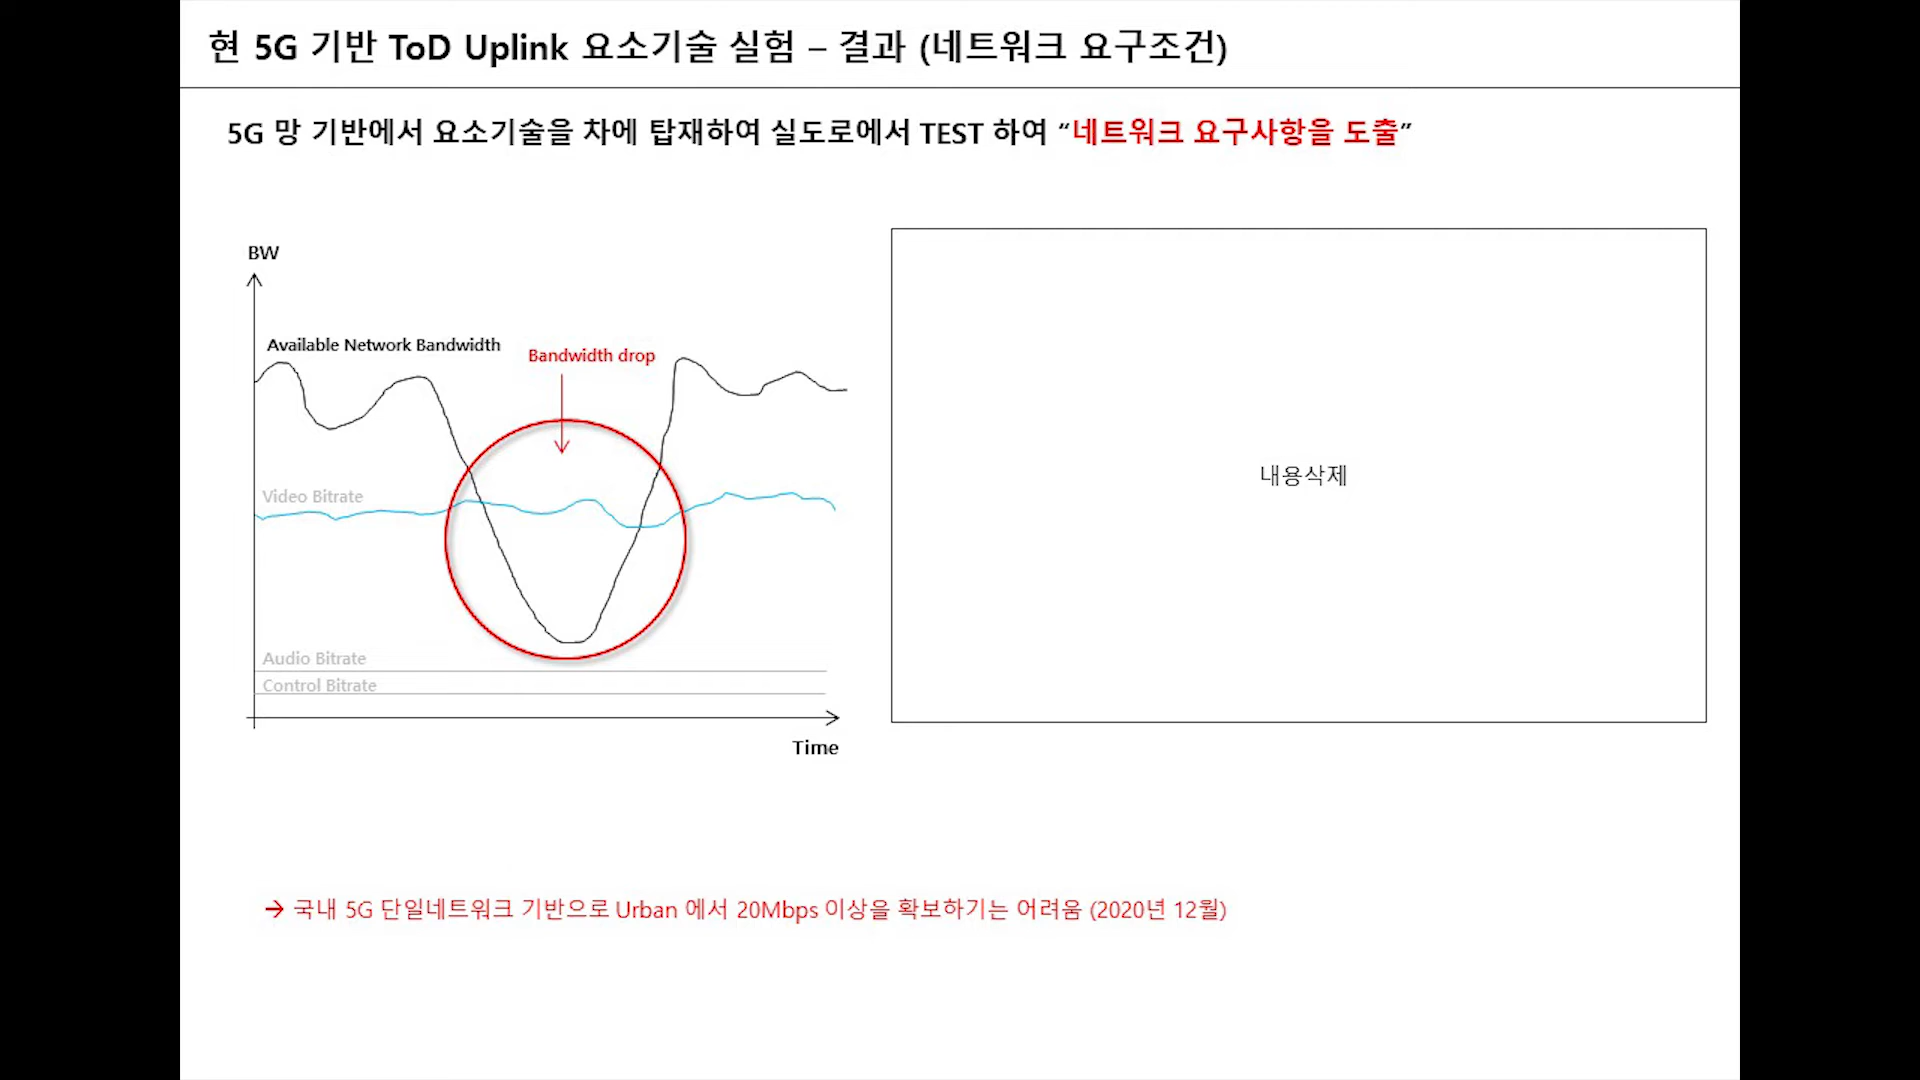 현 5G 기반 ToD Uplink 요소기술 실험 – 결과 (네트워크 요구조건)
5G 망 기반에서 요소기술을 차에 탑재하여 실도로에서 TEST 하여 “네트워크 요구사항을 도출”
BW
Available Network Bandwidth
Bandwidth drop
Video Bitrate
Audio Bitrate
Control Bitrate
Time
내용삭제
→ 국내 5G 단일네트워크 기반으로 Urban 에서 20Mbps 이상을 확보하기는 어려움 (2020년 12월)